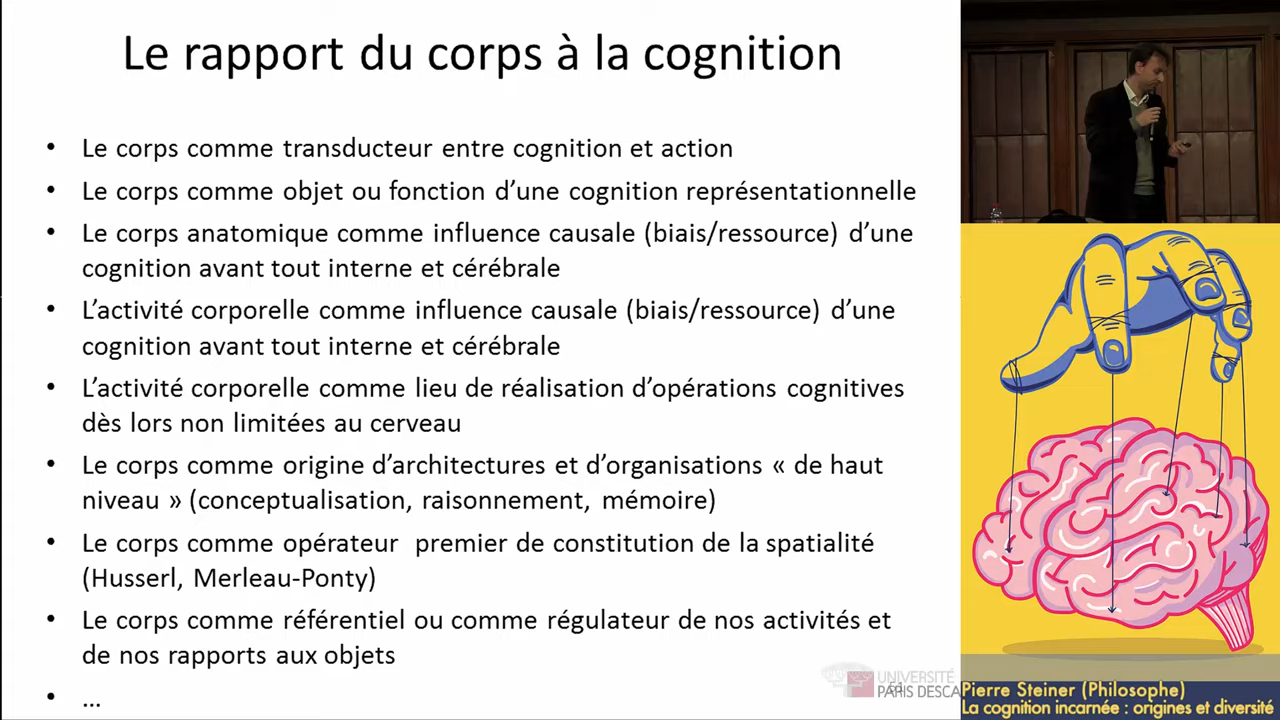 Le rapport du corps à la cognition
• Le corps comme transducteur entre cognition et action
• Le corps comme objet ou fonction d’une cognition représentationnelle
• Le corps anatomique comme influence causale (biais/ressource) d’une
cognition avant tout interne et cérébrale
• L’activité corporelle comme influence causale (biais/ressource) d’une
cognition avant tout interne et cérébrale
• L’activité corporelle comme lieu de réalisation d’opérations cognitives
dès lors non limitées au cerveau
• Le corps comme origine d’architectures et d’organisations « de haut
niveau » (conceptualisation, raisonnement, mémoire)
• Le corps comme opérateur premier de constitution de la spatialité
(Husserl, Merleau-Ponty)
• Le corps comme référentiel ou comme régulateur de nos activités et
de nos rapports aux objets
• ...
UNIVERSITÉ
PARIS DESCA
Pierre Steiner (Philosophe)
La cognition incarnée : origines et diversité